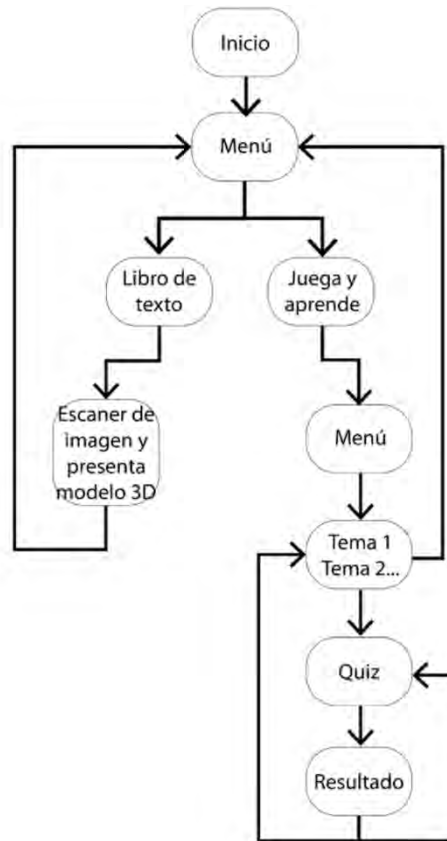 Inicio
Menú
Libro de
texto
Juega y
aprende
Escaner de
imagen y
presenta
modelo 3D
Menú
Tema 1
Tema 2...
Quiz
Resultado